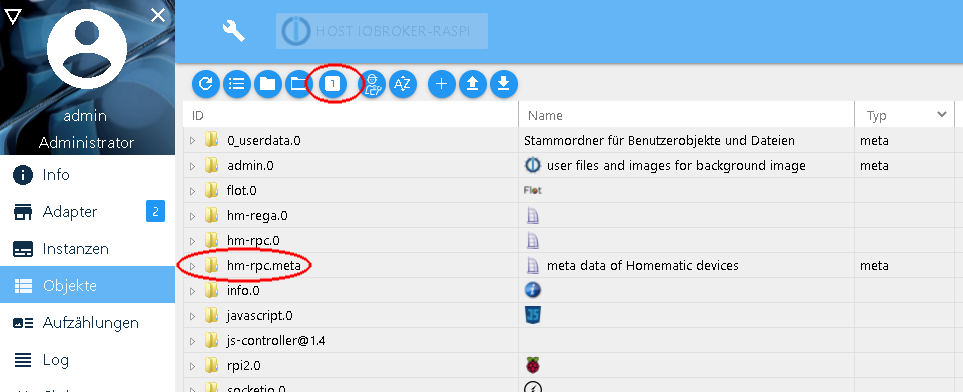 HOST IOBROKER-RASPI
admin
Administrator
Info
Adapter 2
Instanzen
Objekte
Aufzählungen
Log
1
AZ
ID Name Typ
0_userdata.0 Stammordner für Benutzerobjekte und Dateien meta
admin.0 user files and images for background image meta
flot.0 Flot
hm-rega.0
hm-rpc.0
hm-rpc.meta meta data of Homematic devices meta
info.0
javascript.0
js-controller@1.4
rpi2.0
socketio.0